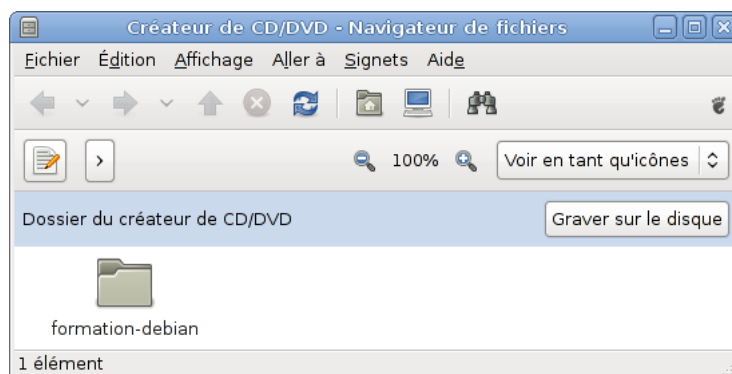 Créateur de CD/DVD - Navigateur de fichiers
Fichier Édition Affichage Aller à Signets Aide
100% Voir en tant qu'icônes
Dossier du créateur de CD/DVD Graver sur le disque
formation-debian
1 élément